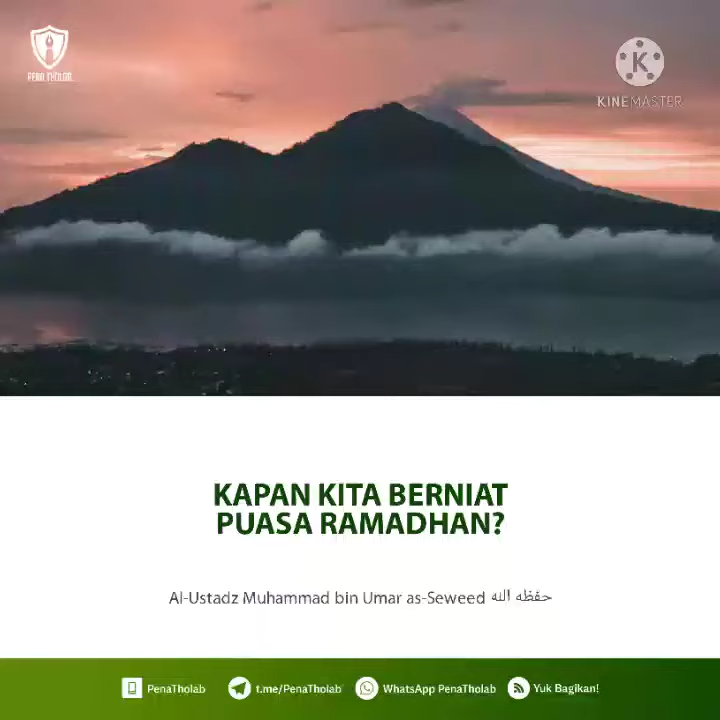 PENA THOLAB
KINEMASTER
KAPAN KITA BERNIAT
PUASA RAMADHAN?
Al-Ustadz Muhammad bin Umar as-Seweed حفظه الله
PenaTholab
t.me/PenaTholab
WhatsApp PenaTholab
Yuk Bagikan!